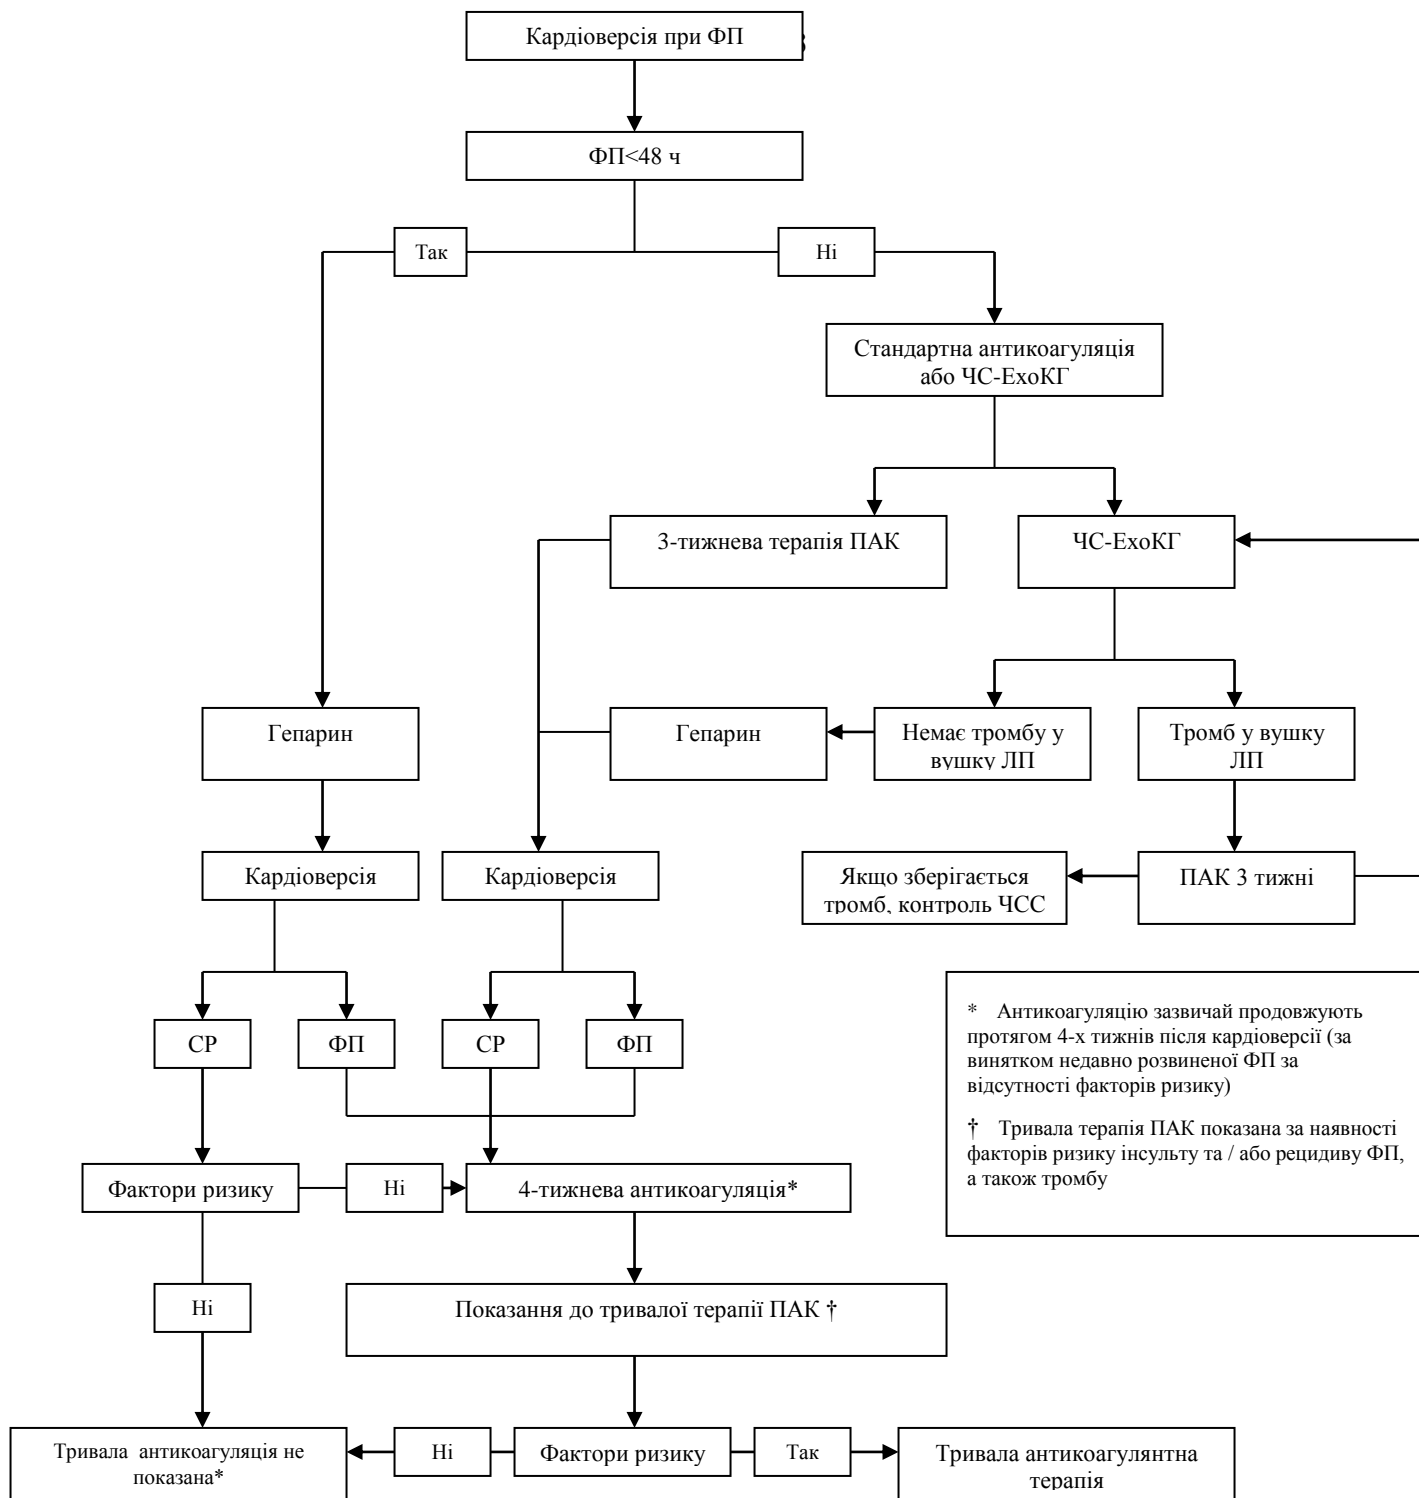 Кардіоверсія при ФП
ФП<48 ч
Так
Ні
Стандартна антикоагуляція
або ЧС-ЕхоКГ
3-тижнева терапія ПАК
ЧС-ЕхоКГ
Гепарин
Гепарин
Немає тромбу у
вушку ЛП
Тромб у вушку
ЛП
Кардіоверсія
Кардіоверсія
Якщо зберігається
тромб, контроль ЧСС
ПАК 3 тижні
СР
ФП
СР
ФП
* Антикоагуляцію зазвичай продовжують
протягом 4-х тижнів після кардіоверсії (за
винятком недавно розвиненої ФП за
відсутності факторів ризику)
† Тривала терапія ПАК показана за наявності
факторів ризику інсульту та / або рецидиву ФП,
а також тромбу
Фактори ризику
Ні
4-тижнева антикоагуляція*
Ні
Показання до тривалої терапії ПАК †
Тривала антикоагуляція не
показана*
Ні
Фактори ризику
Так
Тривала антикоагулянтна
терапія